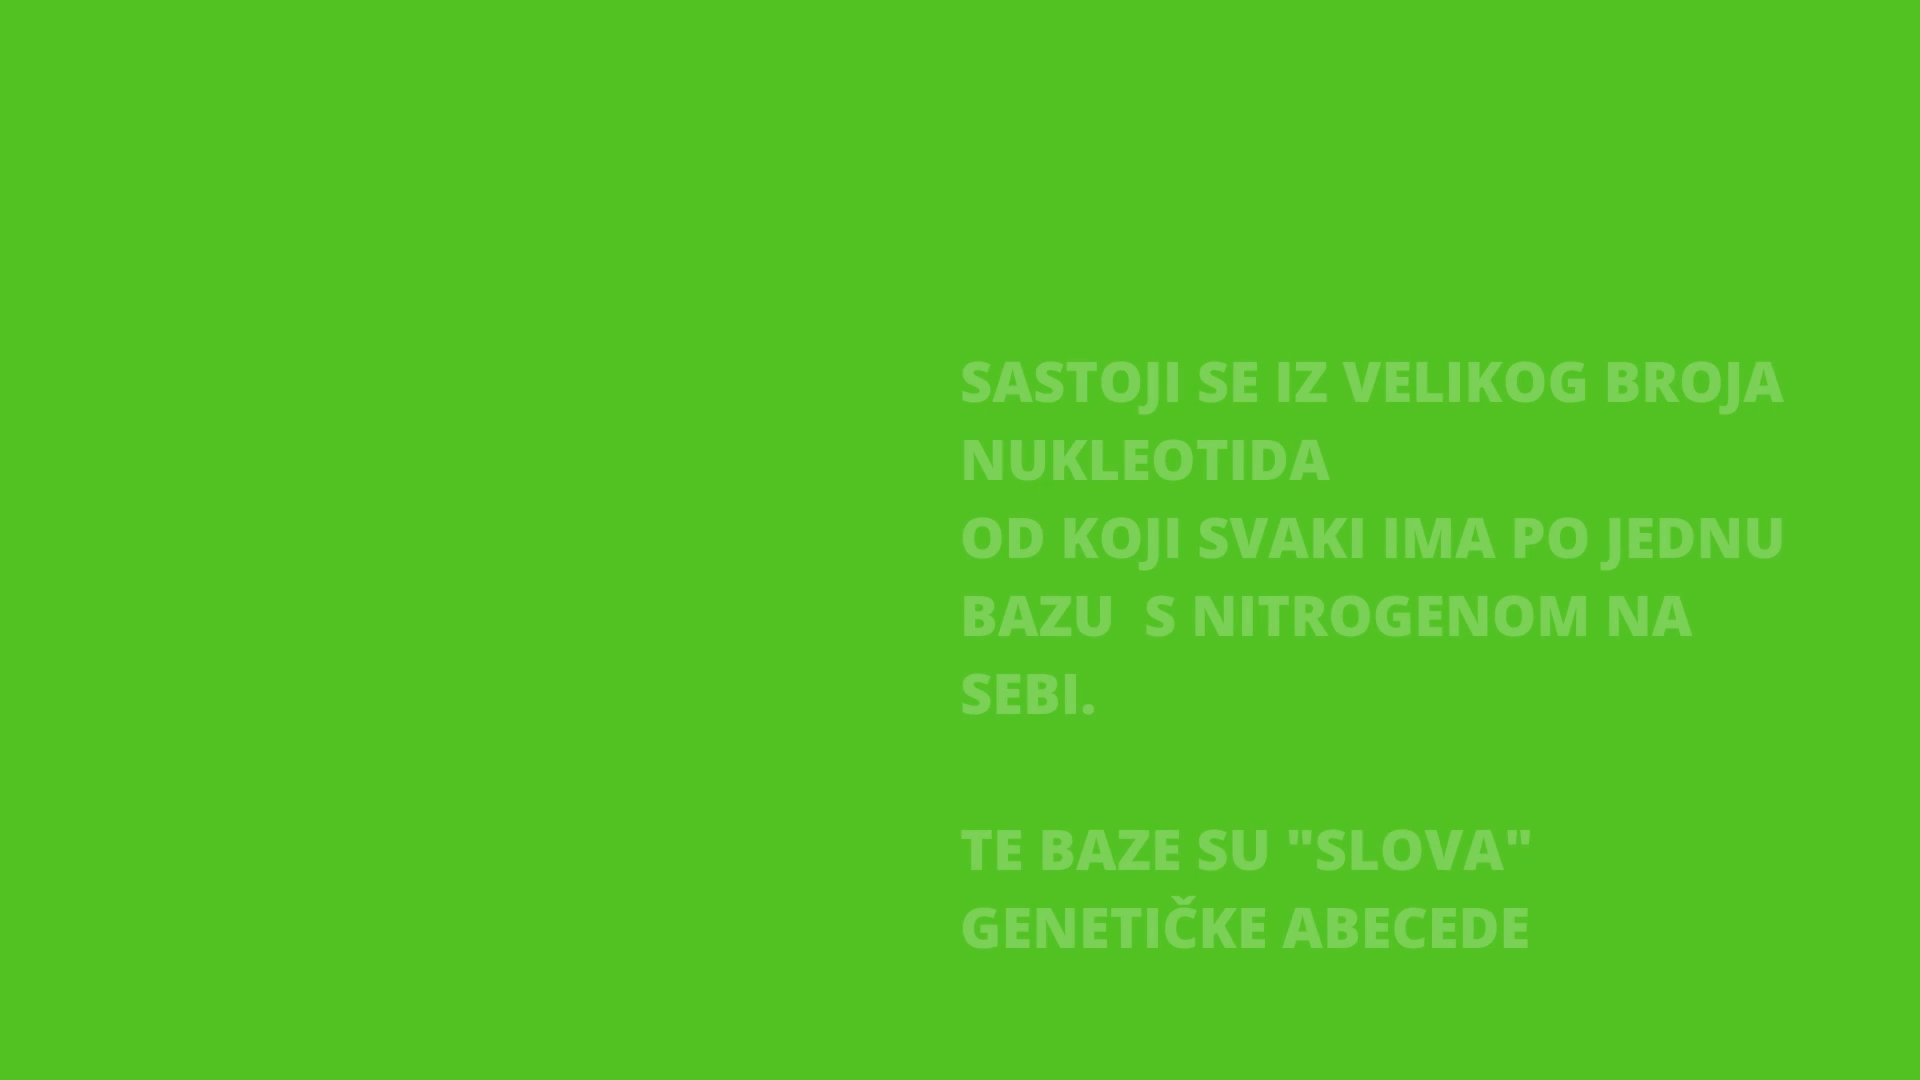 SASTOJI SE IZ VELIKOG BROJA
NUKLEOTIDA
OD KOJI SVAKI IMA PO JEDNU
BAZU  S NITROGENOM NA
SEBI.
TE BAZE SU "SLOVA"
GENETIČKE ABECEDE